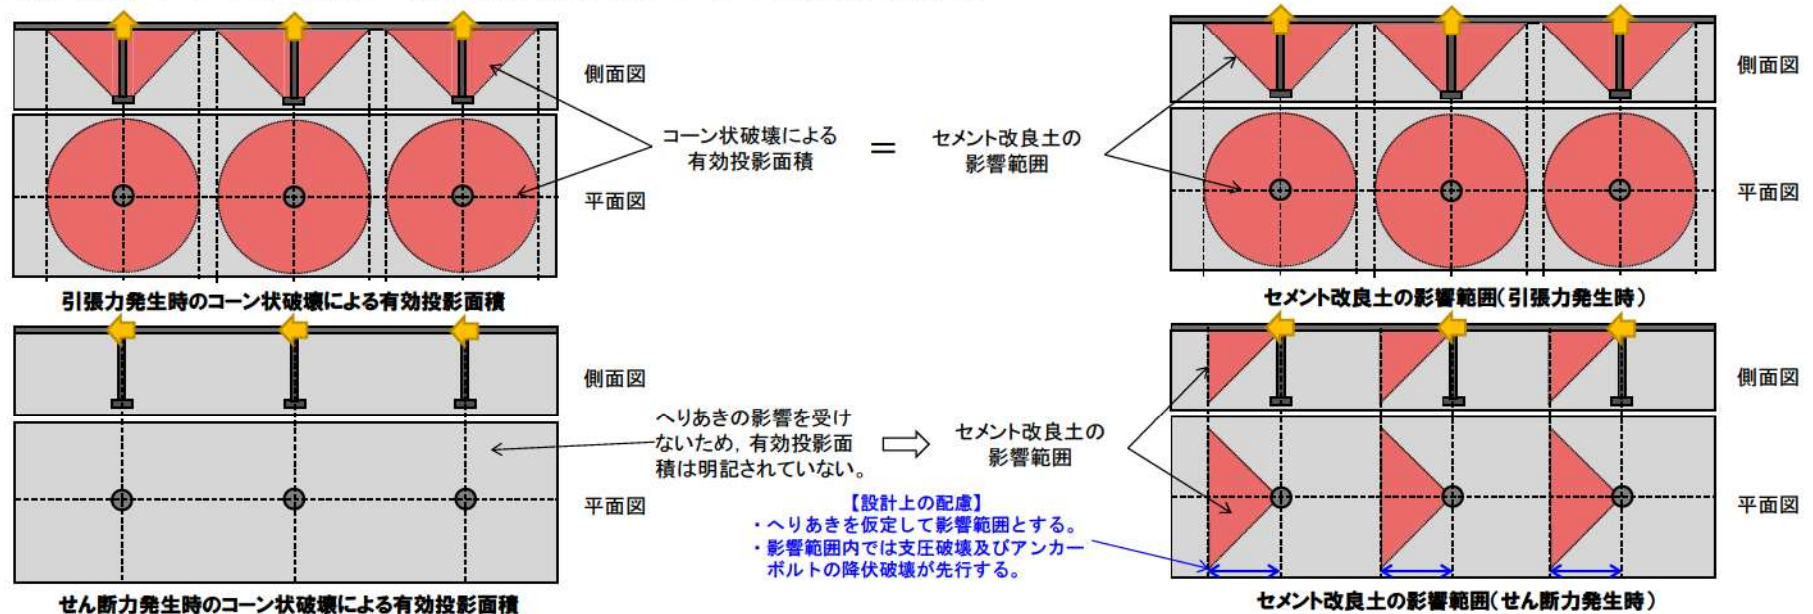 側面図
コーン状破壊による
有効投影面積
＝
セメント改良土の
影響範囲
側面図
平面図
平面図
引張力発生時のコーン状破壊による有効投影面積
セメント改良土の影響範囲(引張力発生時)
側面図
へりあきの影響を受け
ないため，有効投影面
積は明記されていない。
セメント改良土の
影響範囲
側面図
平面図
【設計上の配慮】
・へりあきを仮定して影響範囲とする。
・影響範囲内では支圧破壊及びアンカー
ボルトの降伏破壊が先行する。
平面図
せん断力発生時のコーン状破壊による有効投影面積
セメント改良土の影響範囲(せん断力発生時)